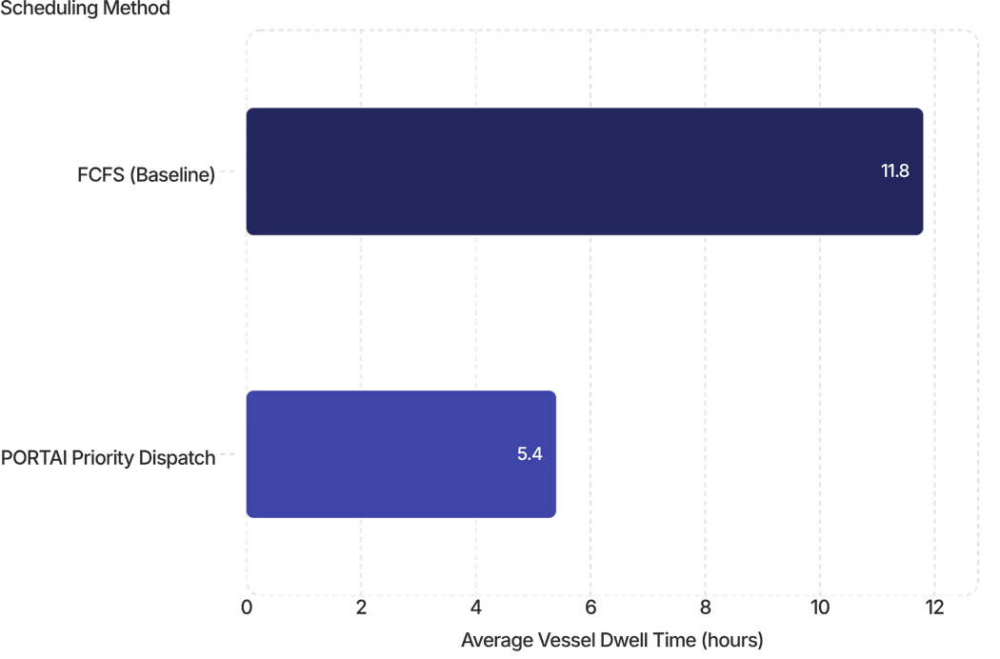 Scheduling Method
FCFS (Baseline)
11.8
PORTAI Priority Dispatch
5.4
0 2 4 6 8 10 12
Average Vessel Dwell Time (hours)